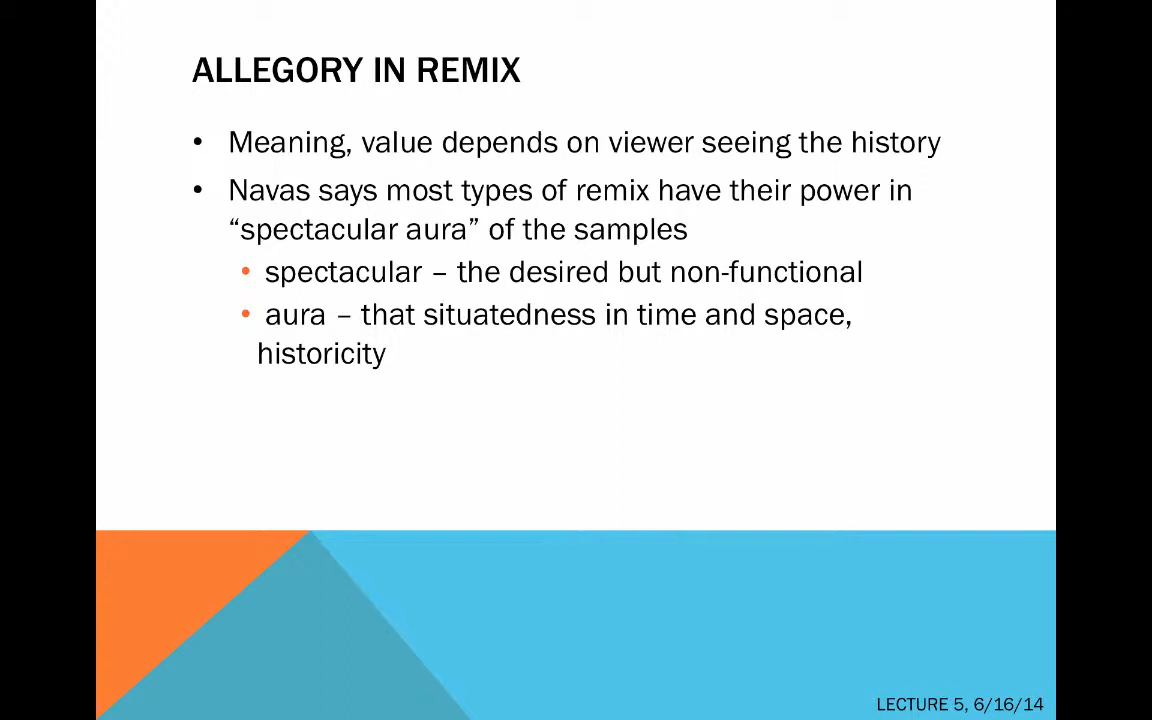 ALLEGORY IN REMIX
• Meaning, value depends on viewer seeing the history
• Navas says most types of remix have their power in
“spectacular aura” of the samples
• spectacular – the desired but non-functional
• aura – that situatedness in time and space,
historicity
LECTURE 5, 6/16/14